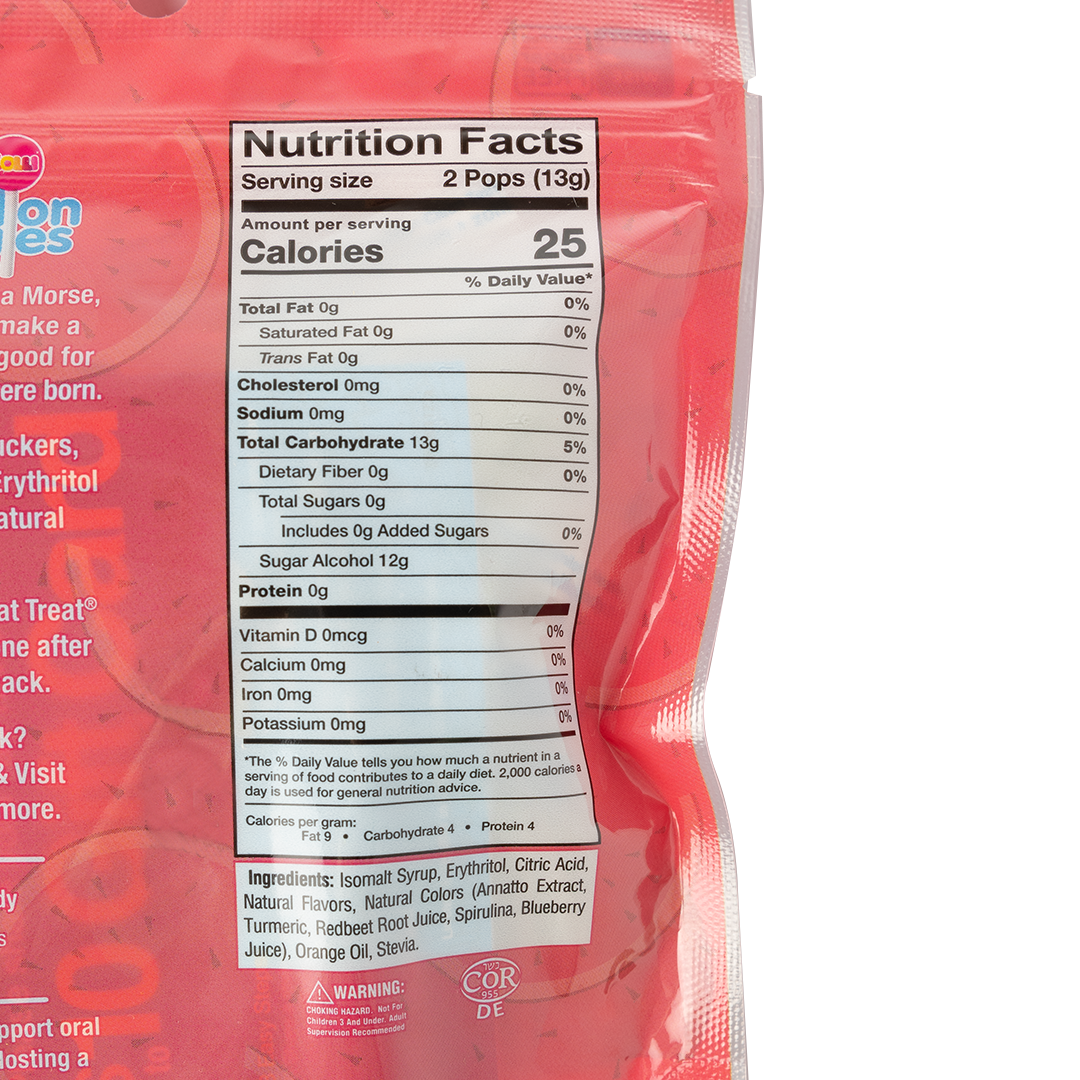 on
es
a Morse,
make a
good for
ere born.
uckers,
Erythritol
atural
at Treat®
ne after
ack.
k?
& Visit
more.
dy
s
pport oral
Hosting a
Nutrition Facts
Serving size 2 Pops (13g)
Amount per serving
Calories 25
% Daily Value*
Total Fat 0g 0%
Saturated Fat 0g 0%
Trans Fat 0g
Cholesterol 0mg 0%
Sodium 0mg 0%
Total Carbohydrate 13g 5%
Dietary Fiber 0g 0%
Total Sugars 0g
Includes 0g Added Sugars 0%
Sugar Alcohol 12g
Protein 0g
Vitamin D 0mcg 0%
Calcium 0mg 0%
Iron 0mg 0%
Potassium 0mg 0%
*The % Daily Value tells you how much a nutrient in a
serving of food contributes to a daily diet. 2,000 calories a
day is used for general nutrition advice.
Calories per gram:
Fat 9 • Carbohydrate 4 • Protein 4
Ingredients: Isomalt Syrup, Erythritol, Citric Acid,
Natural Flavors, Natural Colors (Annatto Extract,
Turmeric, Redbeet Root Juice, Spirulina, Blueberry
Juice), Orange Oil, Stevia.
WARNING:
CHOKING HAZARD. Not For
Children 3 And Under. Adult
Supervision Recommended
כשר
COR
955
DE